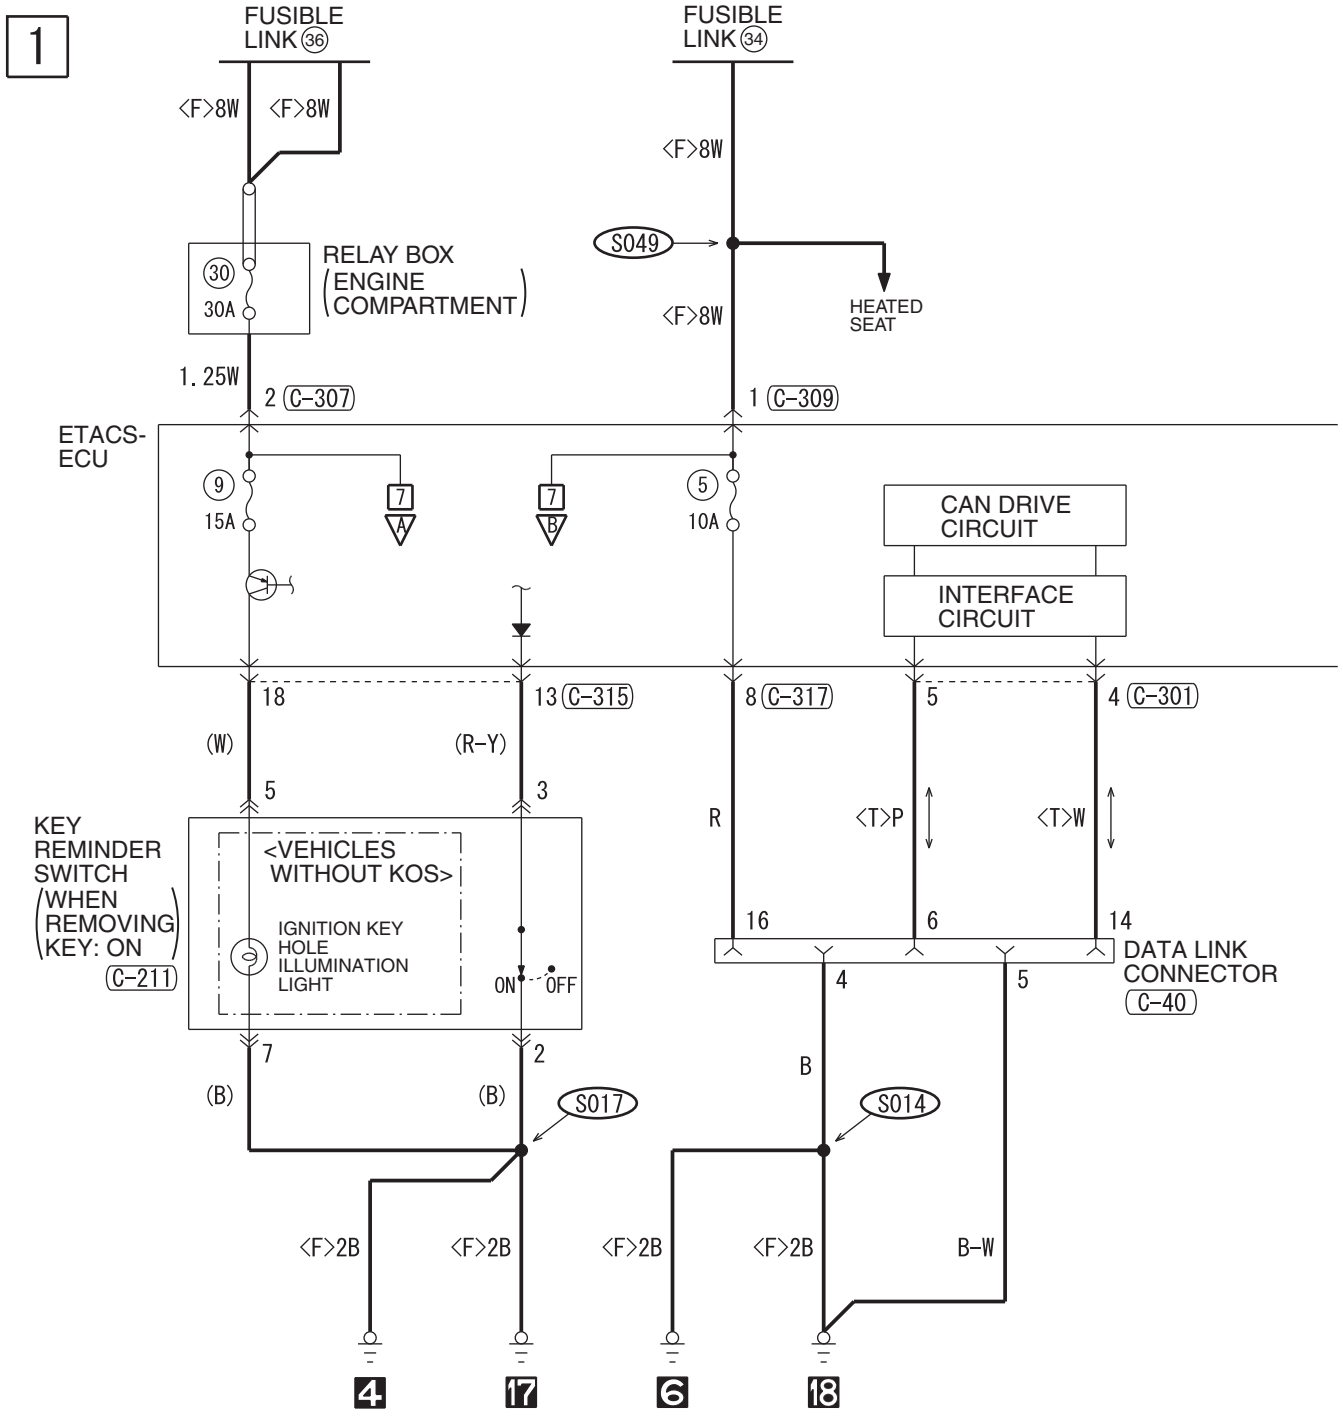 1
FUSIBLE
LINK 36
FUSIBLE
LINK 34
<F>8W
<F>8W
<F>8W
S049
30
30A
RELAY BOX
(ENGINE
COMPARTMENT)
<F>8W
HEATED
SEAT
1.25W
2 (C-307)
1 (C-309)
ETACS-
ECU
9
15A
7
A
7
B
5
10A
CAN DRIVE
CIRCUIT
INTERFACE
CIRCUIT
18
13 (C-315)
8 (C-317)
5
4 (C-301)
(W)
(R-Y)
5
3
R
<T>P
<T>W
KEY
REMINDER
SWITCH
(WHEN
REMOVING
KEY: ON)
(C-211)
<VEHICLES
WITHOUT KOS>
IGNITION KEY
HOLE
ILLUMINATION
LIGHT
ON
OFF
16
6
14
DATA LINK
CONNECTOR
(C-40)
4
5
7
2
(B)
(B)
S017
B
S014
<F>2B
<F>2B
<F>2B
<F>2B
B-W
4
17
6
18